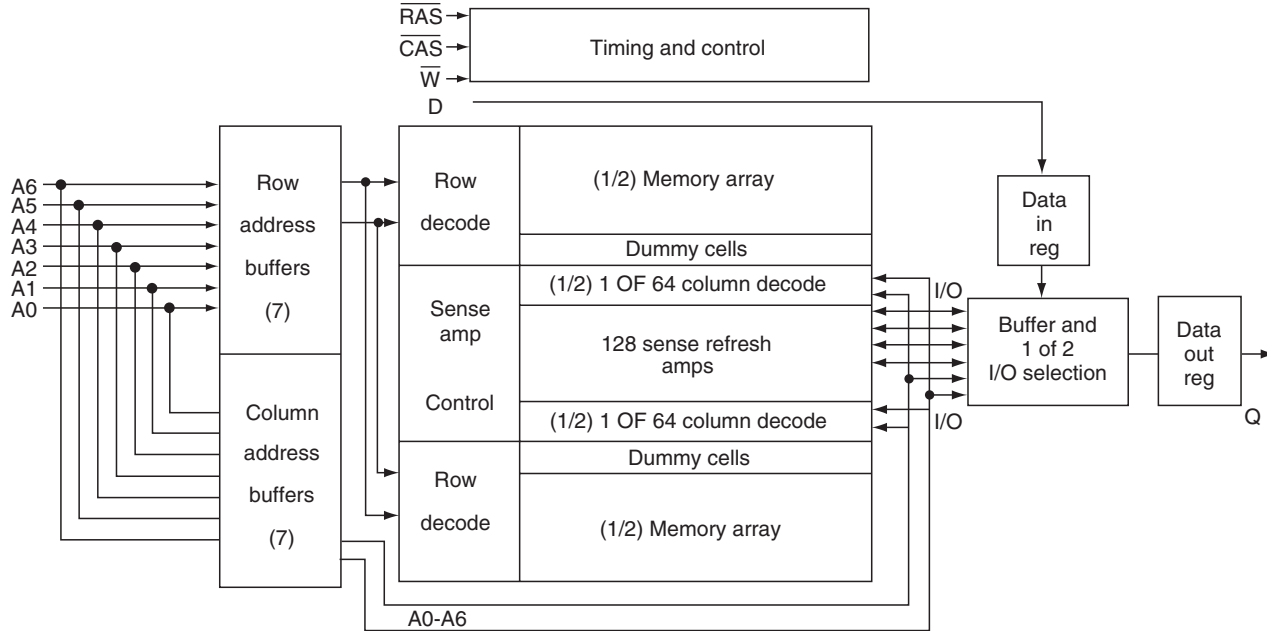 R̅A̅S̅
C̅A̅S̅
W̅
Timing and control
D
A6
A5
A4
A3
A2
A1
A0
Row
address
buffers
(7)
Column
address
buffers
(7)
Row
decode
Sense
amp
Control
Row
decode
(1/2) Memory array
Dummy cells
(1/2) 1 OF 64 column decode
128 sense refresh
amps
(1/2) 1 OF 64 column decode
Dummy cells
(1/2) Memory array
I/O
I/O
Data
in
reg
Buffer and
1 of 2
I/O selection
Data
out
reg
Q
A0-A6